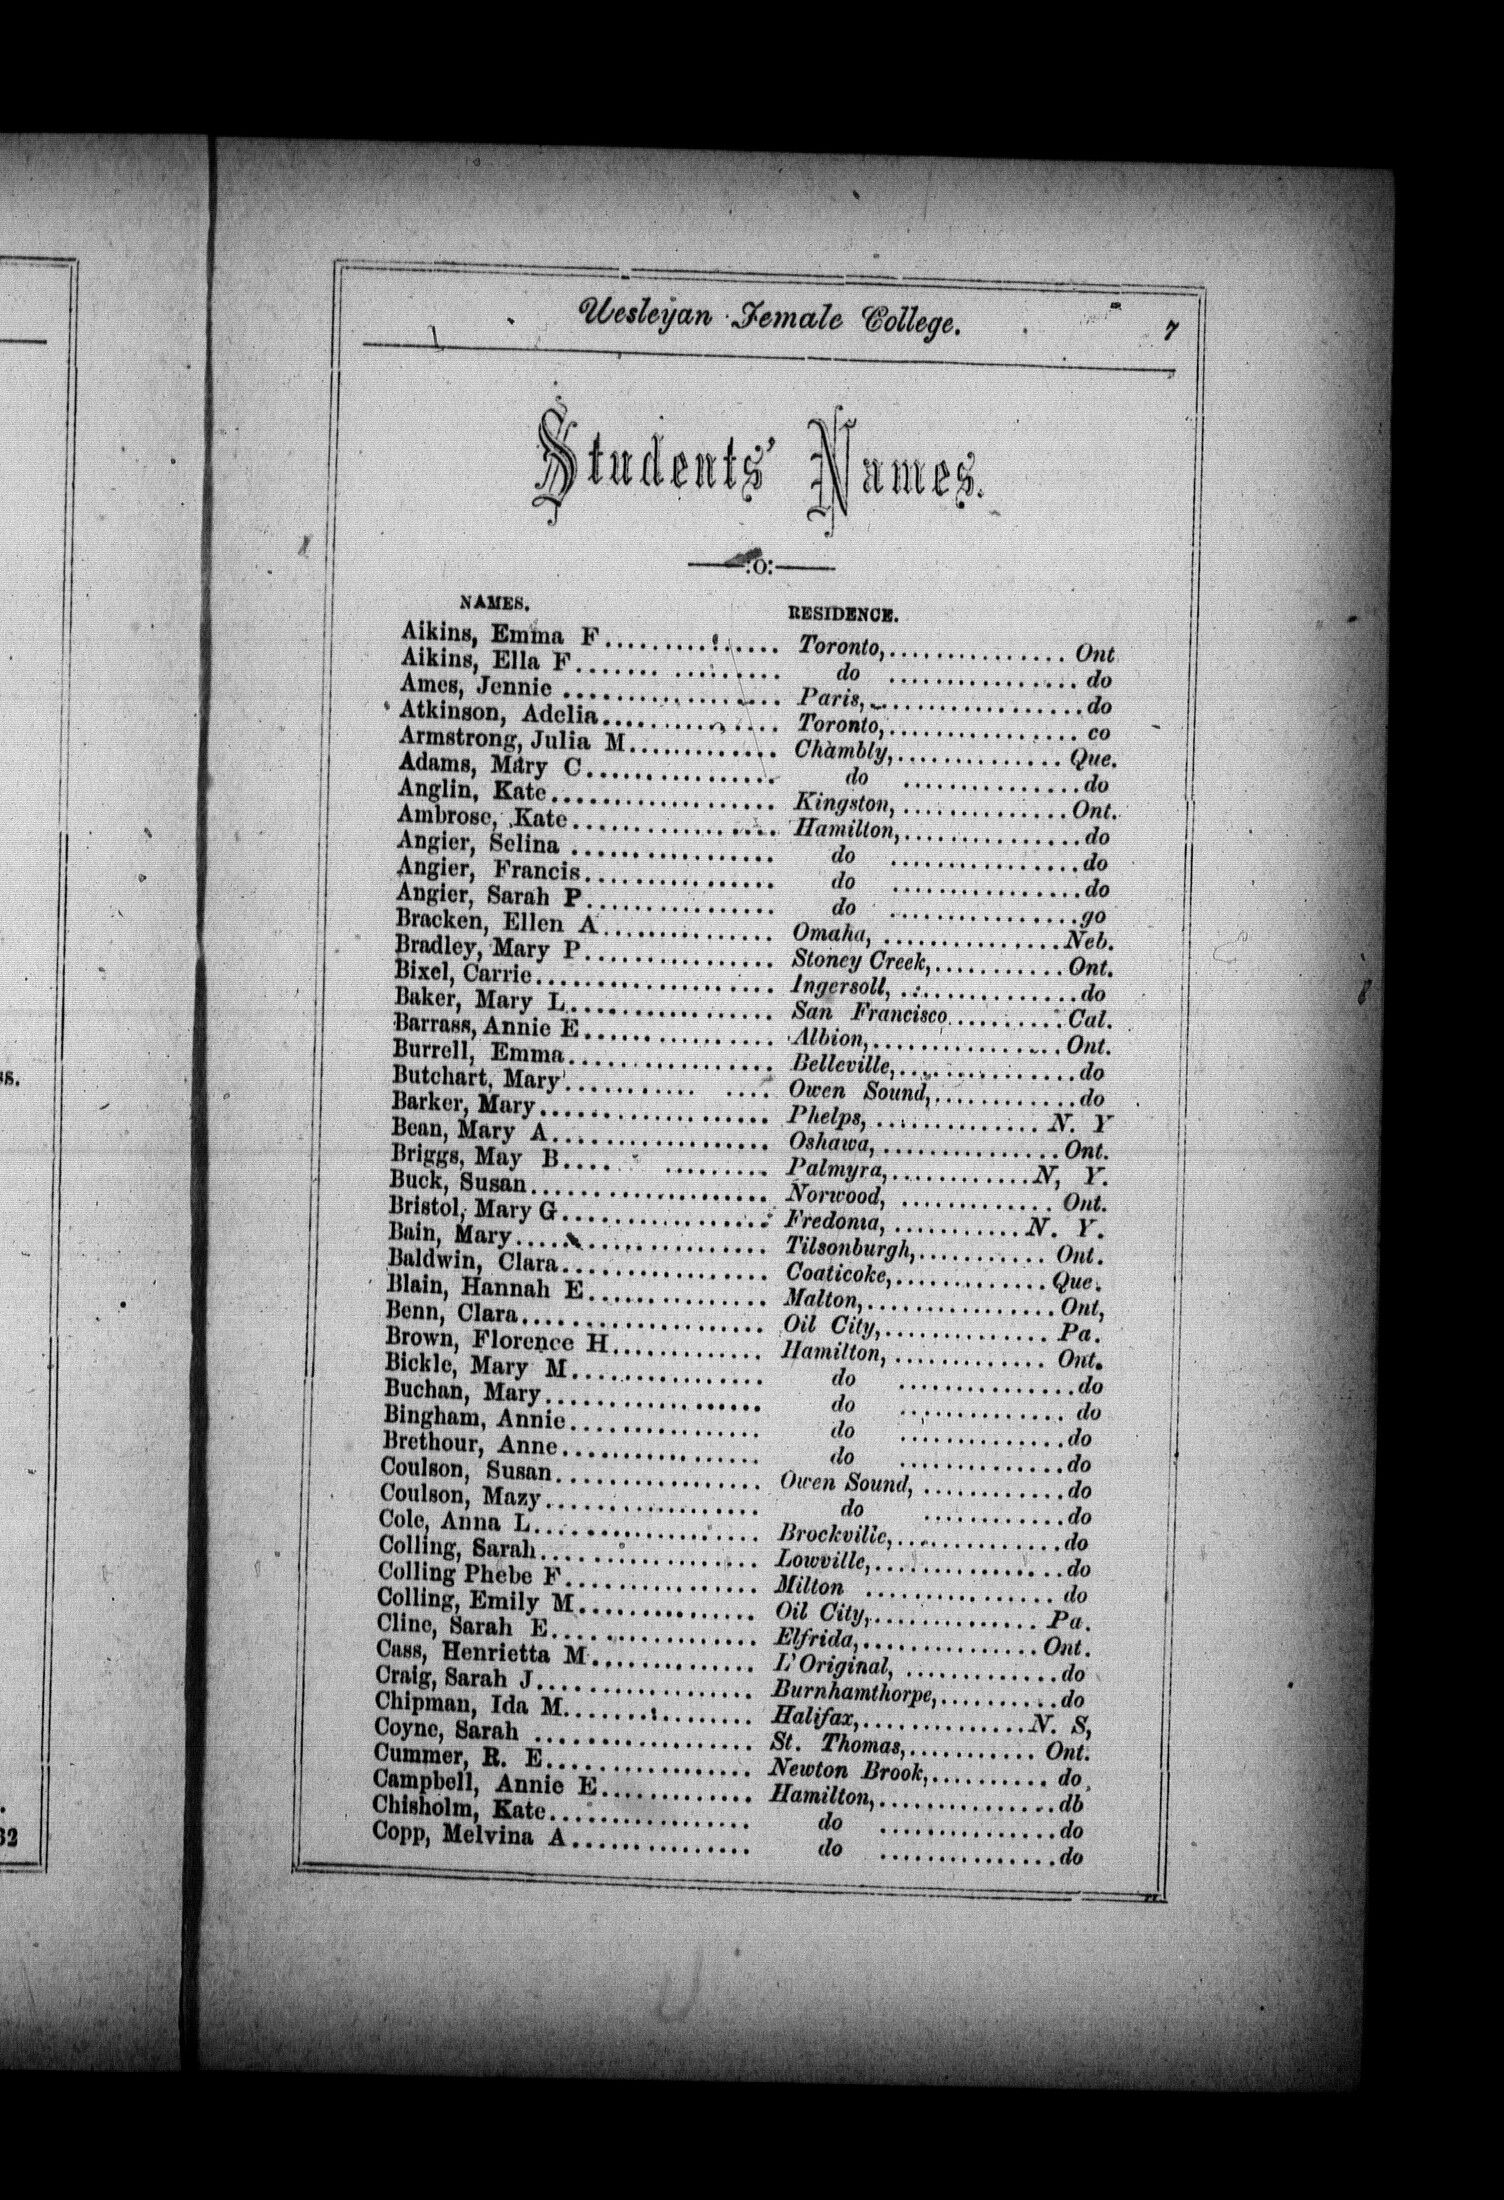 Wesleyan Female College. 7
Students' Names.
:o:
NAMES. RESIDENCE.
Aikins, Emma F.............. Toronto,.............. Ont
Aikins, Ella F.............. do .............. do
Ames, Jennie .............. Paris,.............. do
Atkinson, Adelia.............. Toronto,.............. co
Armstrong, Julia M.............. Chambly,.............. Que.
Adams, Mary C.............. do .............. do
Anglin, Kate.............. Kingston,.............. Ont.
Ambrose, Kate.............. Hamilton,.............. do
Angier, Selina .............. do .............. do
Angier, Francis.............. do .............. do
Angier, Sarah P.............. do .............. go
Bracken, Ellen A.............. Omaha, .............. Neb.
Bradley, Mary P.............. Stoney Creek,.......... Ont.
Bixel, Carrie.............. Ingersoll, .............. do
Baker, Mary L.............. San Francisco.......... Cal.
Barrass, Annie E.............. Albion,.............. Ont.
Burrell, Emma.............. Belleville,.............. do
Butchart, Mary........... .... Owen Sound,............ do
Barker, Mary.............. Phelps, .............. N. Y
Bean, Mary A.............. Oshawa, .............. Ont.
Briggs, May B.... ......... Palmyra,............ N, Y.
Buck, Susan.............. Norwood, ............ Ont.
Bristol, Mary G.............. Fredonia, ........... N. Y.
Bain, Mary.............. Tilsonburgh,........... Ont.
Baldwin, Clara.............. Coaticoke,............ Que.
Blain, Hannah E.............. Malton,.............. Ont,
Benn, Clara.............. Oil City,.............. Pa.
Brown, Florence H............ Hamilton,............. Ont.
Bickle, Mary M.............. do .............. do
Buchan, Mary.............. do .............. do
Bingham, Annie.............. do .............. do
Brethour, Anne.............. do .............. do
Coulson, Susan.............. Owen Sound, ............ do
Coulson, Mazy.............. do ............ do
Cole, Anna L.............. Brockville,............. do
Colling, Sarah.............. Lowville,.............. do
Colling Phebe F.............. Milton .............. do
Colling, Emily M.............. Oil City,.............. Pa.
Cline, Sarah E.............. Elfrida,.............. Ont.
Cass, Henrietta M............ L'Original, ............ do
Craig, Sarah J.............. Burnhamthorpe,.......... do
Chipman, Ida M.............. Halifax,.............. N. S,
Coyne, Sarah .............. St. Thomas,........... Ont.
Cummer, R. E.............. Newton Brook,.......... do
Campbell, Annie E............ Hamilton,.............. db
Chisholm, Kate.............. do .............. do
Copp, Melvina A.............. do .............. do
32